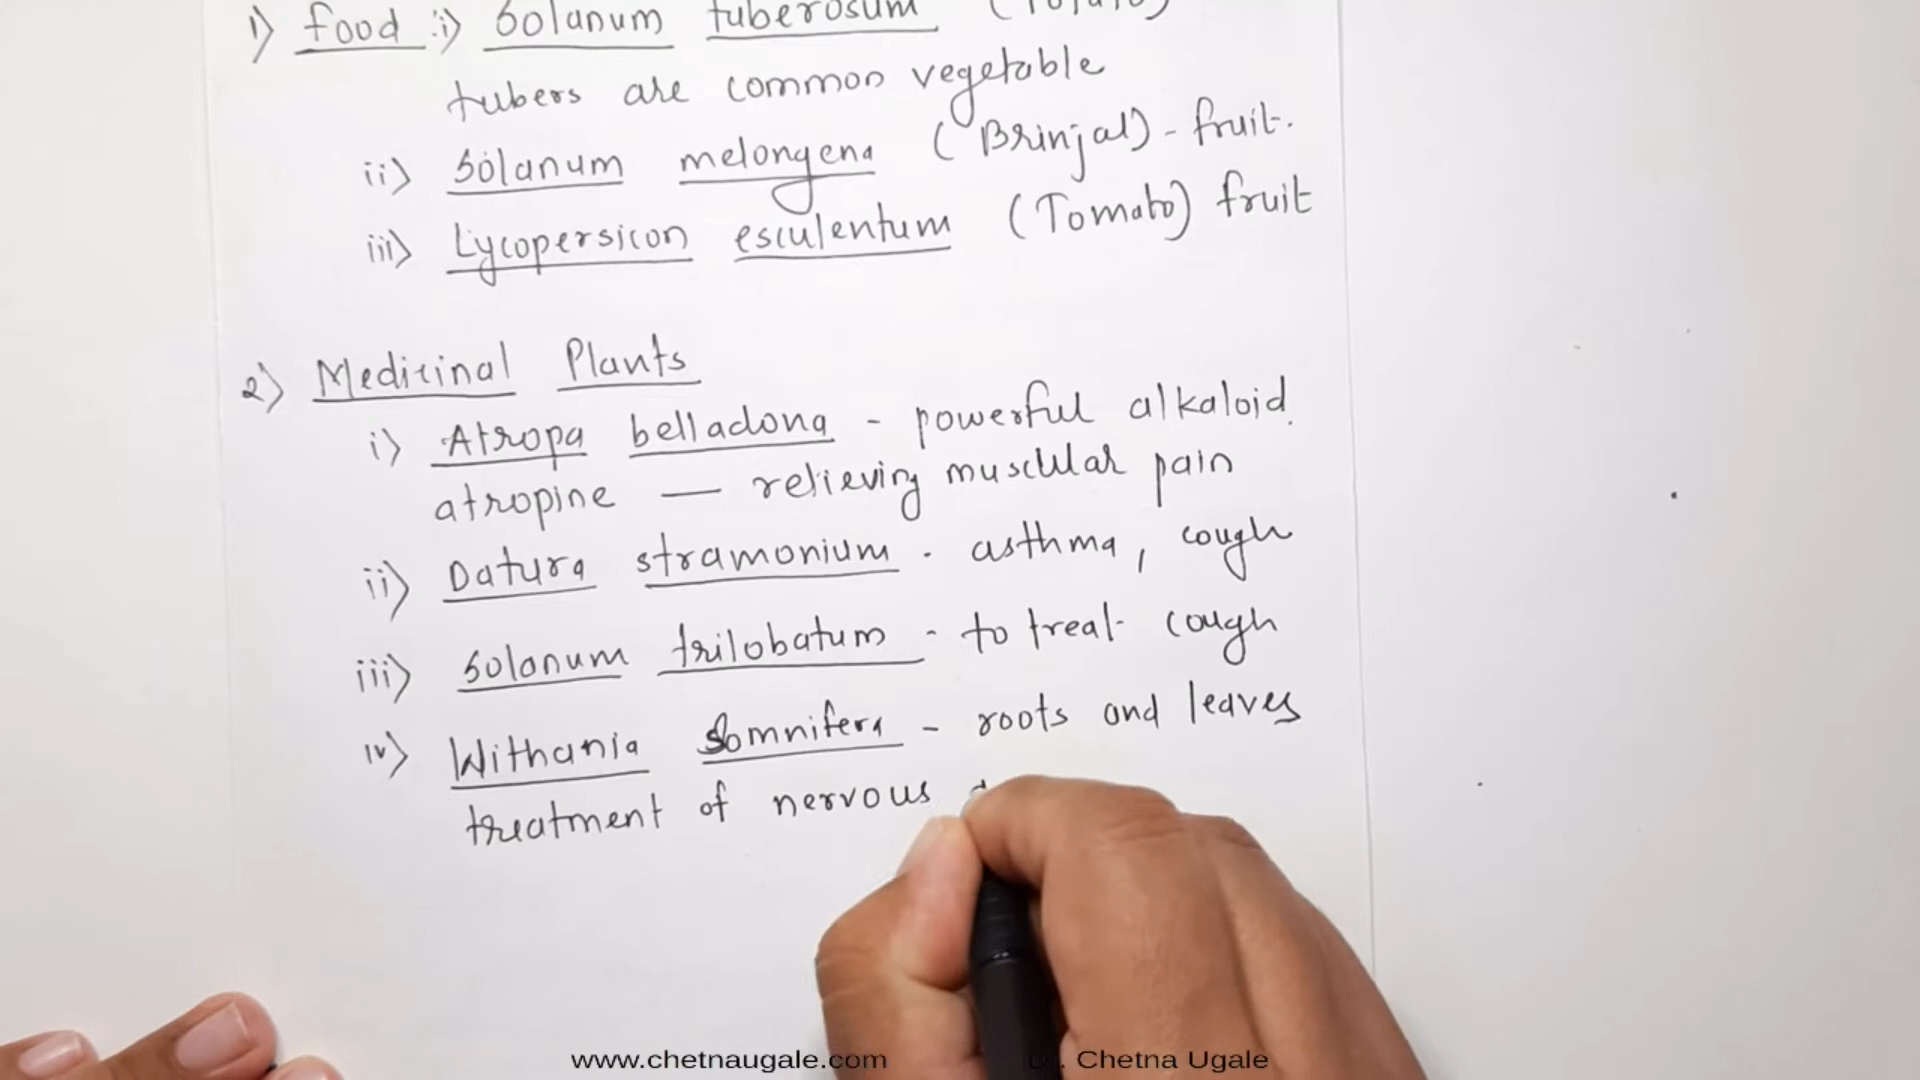 1) Food :i) Solanum tuberosum (Potato)
tubers are common vegetable
ii) Solanum melongena (Brinjal) - fruit.
iii) Lycopersicon esculentum (Tomato) fruit
2) Medicinal Plants
i) Atropa belladona - powerful alkaloid.
atropine — relieving muscular pain
ii) Datura stramonium - asthma, cough
iii) Solanum trilobatum - to treat cough
iv) Withania Somnifera - roots and leaves
treatment of nervous
www.chetnaugale.com
Chetna Ugale